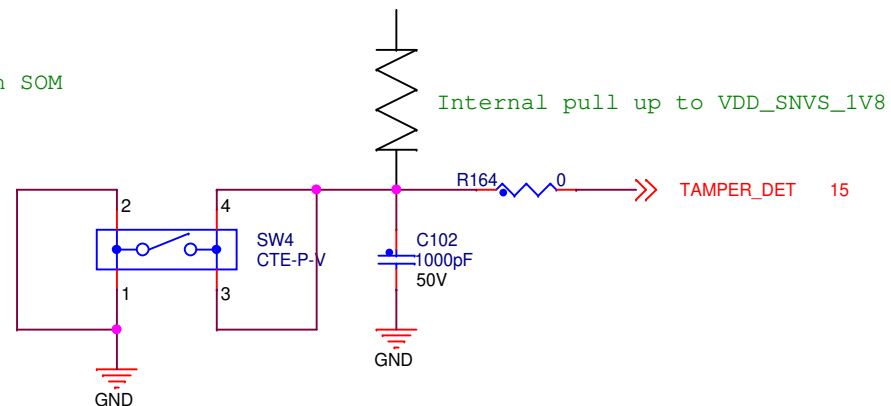 SOM
Internal pull up to VDD_SNVS_1V8
R164 0
TAMPER_DET 15
2 4
SW4
CTE-P-V
C102
1000pF
50V
1 3
GND
GND